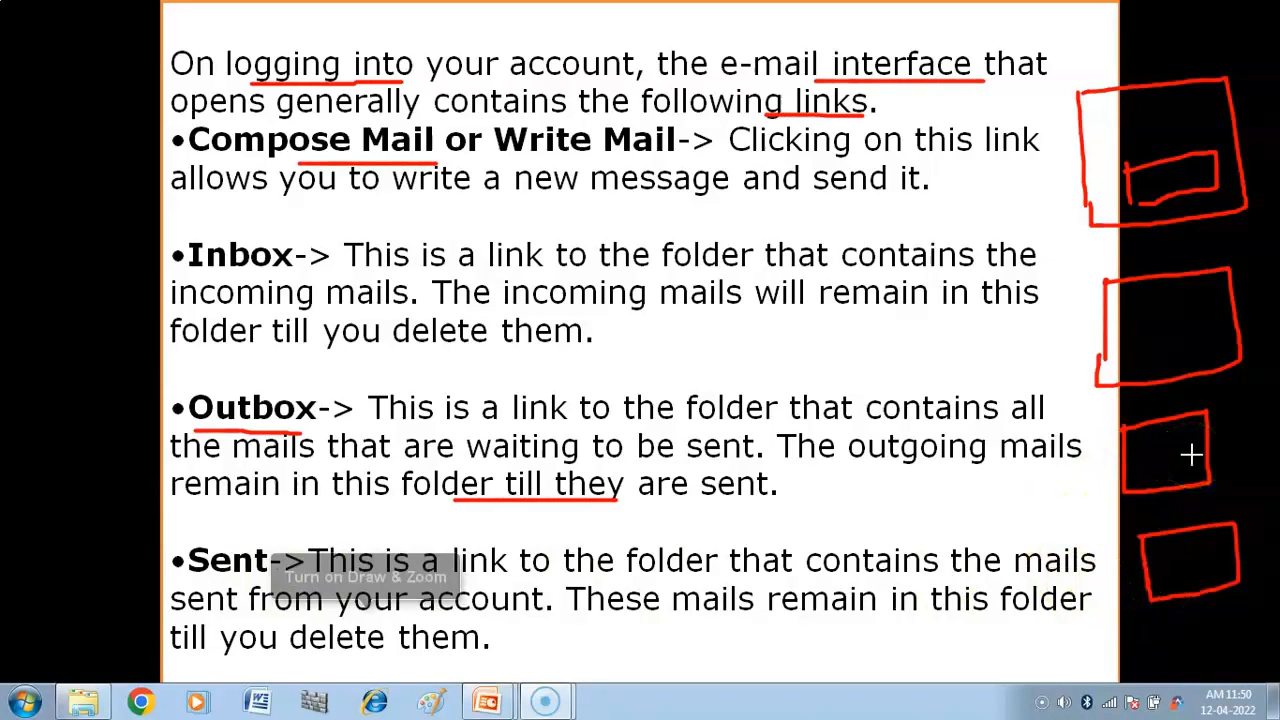 On logging into your account, the e-mail interface that
opens generally contains the following links.
•Compose Mail or Write Mail-> Clicking on this link
allows you to write a new message and send it.
•Inbox-> This is a link to the folder that contains the
incoming mails. The incoming mails will remain in this
folder till you delete them.
•Outbox-> This is a link to the folder that contains all
the mails that are waiting to be sent. The outgoing mails
remain in this folder till they are sent.
•Sent->This is a link to the folder that contains the mails
Turn on Draw & Zoom
sent from your account. These mails remain in this folder
till you delete them.
AM 11:50
12-04-2022